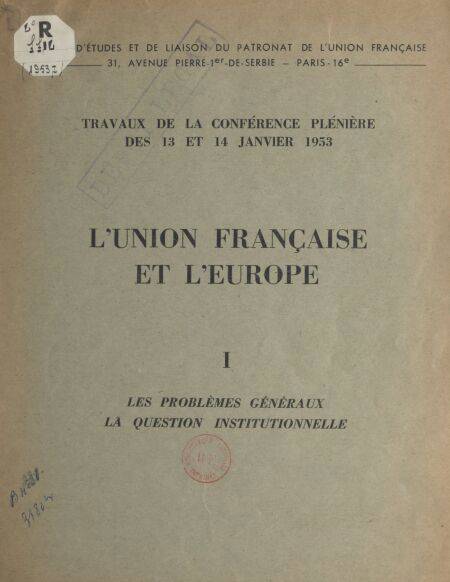 R
D'ÉTUDES ET DE LIAISON DU PATRONAT DE L'UNION FRANÇAISE
31, AVENUE PIERRE-1er-DE-SERBIE — PARIS-16e
TRAVAUX DE LA CONFÉRENCE PLÉNIÈRE
DES 13 ET 14 JANVIER 1953
L'UNION FRANÇAISE
ET L'EUROPE
I
LES PROBLÈMES GÉNÉRAUX
LA QUESTION INSTITUTIONNELLE